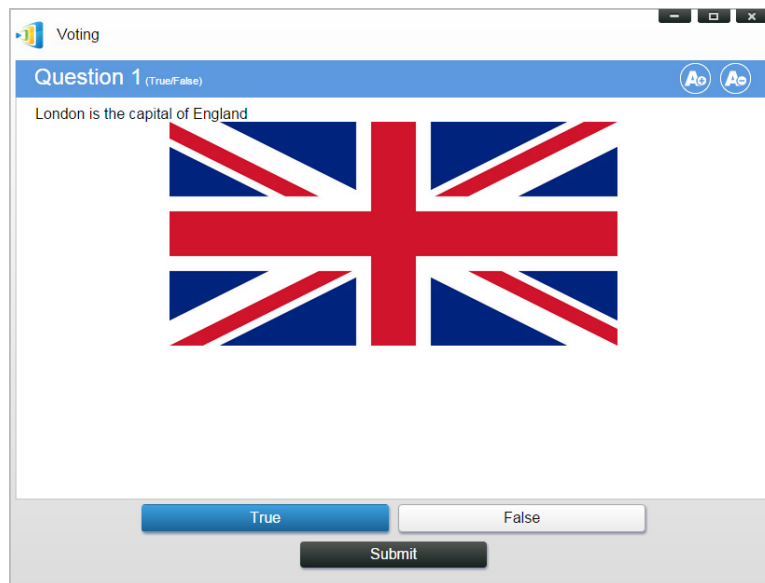 Voting
Question 1 (True/False)
A+ A-
London is the capital of England
True False
Submit